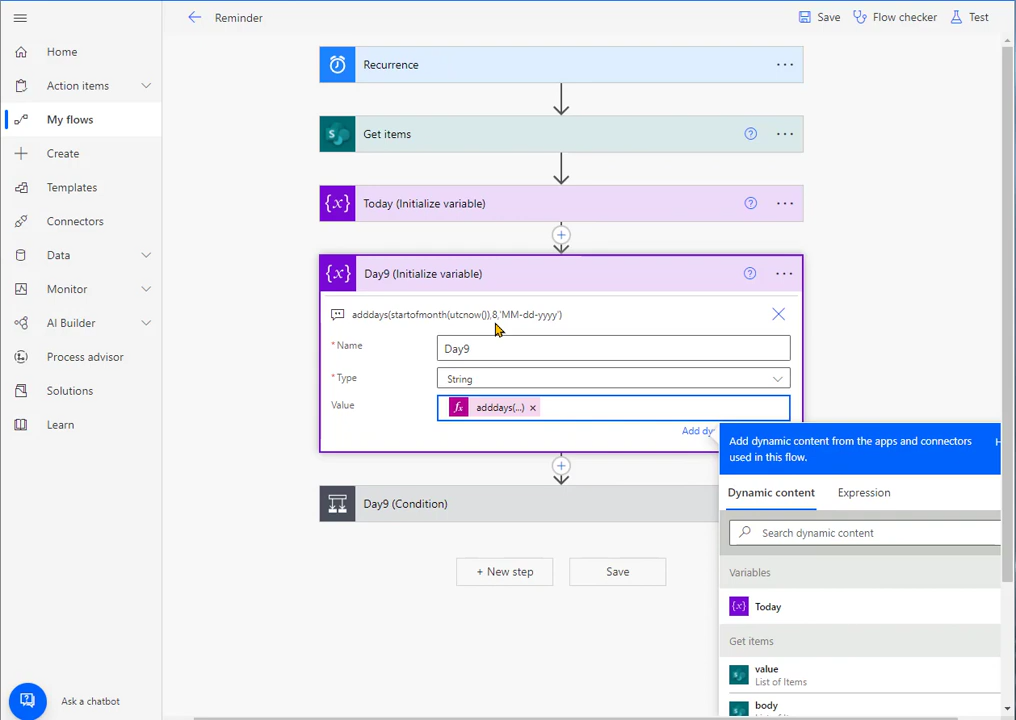 Reminder
Save
Flow checker
Test
Home
Action items
My flows
Create
Templates
Connectors
Data
Monitor
AI Builder
Process advisor
Solutions
Learn
Ask a chatbot
Recurrence
Get items
Today (Initialize variable)
Day9 (Initialize variable)
adddays(startofmonth(utcnow()),8,'MM-dd-yyyy')
* Name
Day9
* Type
String
Value
fx adddays(...) ×
Add dy
Day9 (Condition)
+ New step
Save
Add dynamic content from the apps and connectors
used in this flow.
H
Dynamic content
Expression
Search dynamic content
Variables
{x} Today
Get items
value
List of Items
body